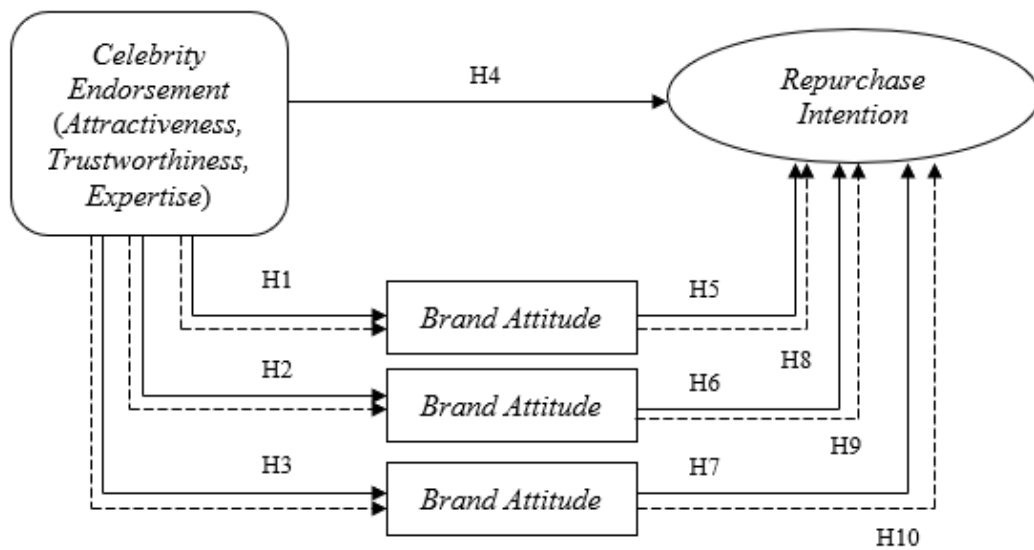 Celebrity
Endorsement
(Attractiveness,
Trustworthiness,
Expertise)
H4
Repurchase
Intention
H1
Brand Attitude
H5
H8
H2
Brand Attitude
H6
H9
H3
Brand Attitude
H7
H10